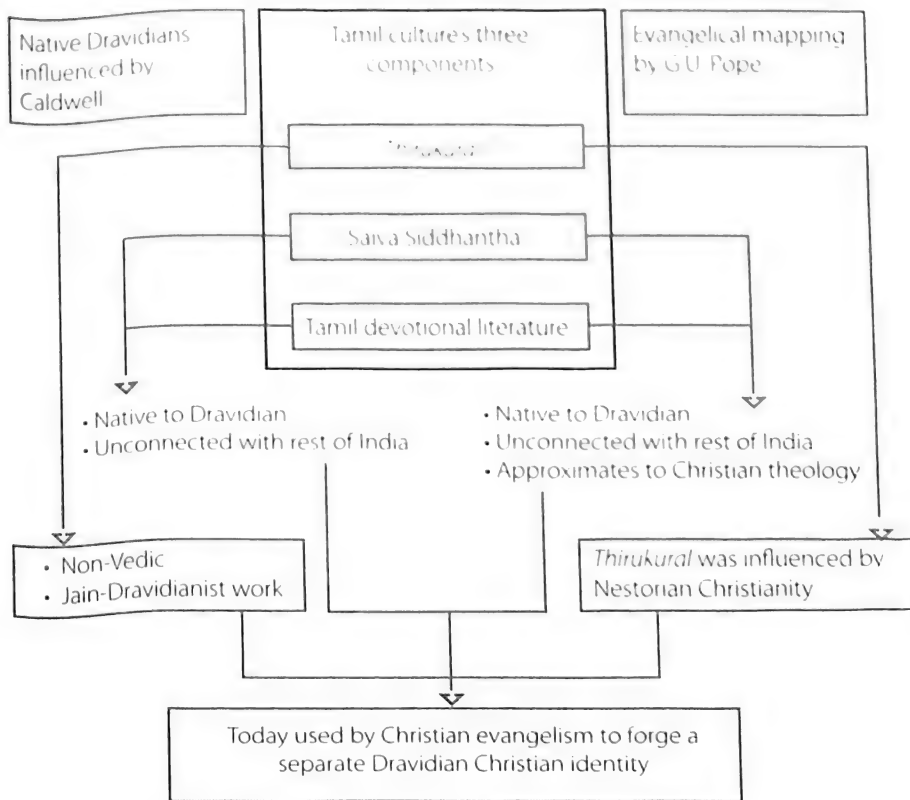 Native Dravidians
influenced by
Caldwell
Tamil culture's three
components
Evangelical mapping
by G.U. Pope
Saiva Siddhantha
Tamil devotional literature
• Native to Dravidian
• Unconnected with rest of India
• Native to Dravidian
• Unconnected with rest of India
• Approximates to Christian theology
• Non-Vedic
• Jain-Dravidianist work
Thirukural was influenced by
Nestorian Christianity
Today used by Christian evangelism to forge a
separate Dravidian Christian identity